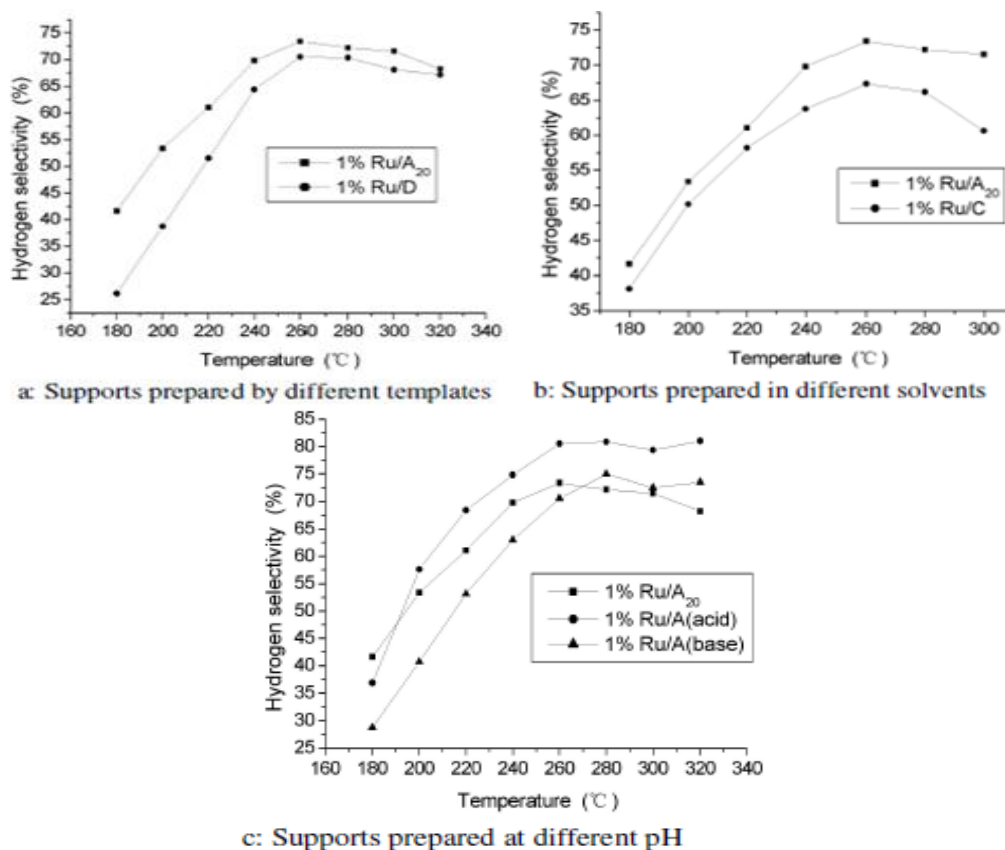 75
70
65
60
55
50
45
40
35
30
25
Hydrogen selectivity (%)
1% Ru/A₂₀
1% Ru/D
160 180 200 220 240 260 280 300 320 340
Temperature (℃)
a: Supports prepared by different templates
75
70
65
60
55
50
45
40
35
Hydrogen selectivity (%)
1% Ru/A₂₀
1% Ru/C
180 200 220 240 260 280 300
Temperature (℃)
b: Supports prepared in different solvents
85
80
75
70
65
60
55
50
45
40
35
30
25
Hydrogen selectivity (%)
1% Ru/A₂₀
1% Ru/A(acid)
1% Ru/A(base)
160 180 200 220 240 260 280 300 320 340
Temperature (℃)
c: Supports prepared at different pH